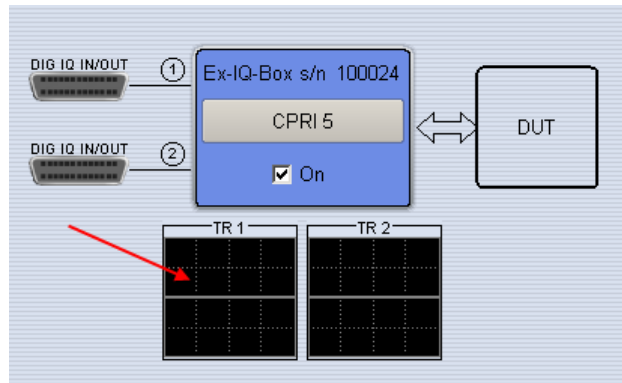 DIG IQ IN/OUT
1
Ex-IQ-Box s/n 100024
CPRI 5
DUT
DIG IQ IN/OUT
2
On
TR 1
TR 2